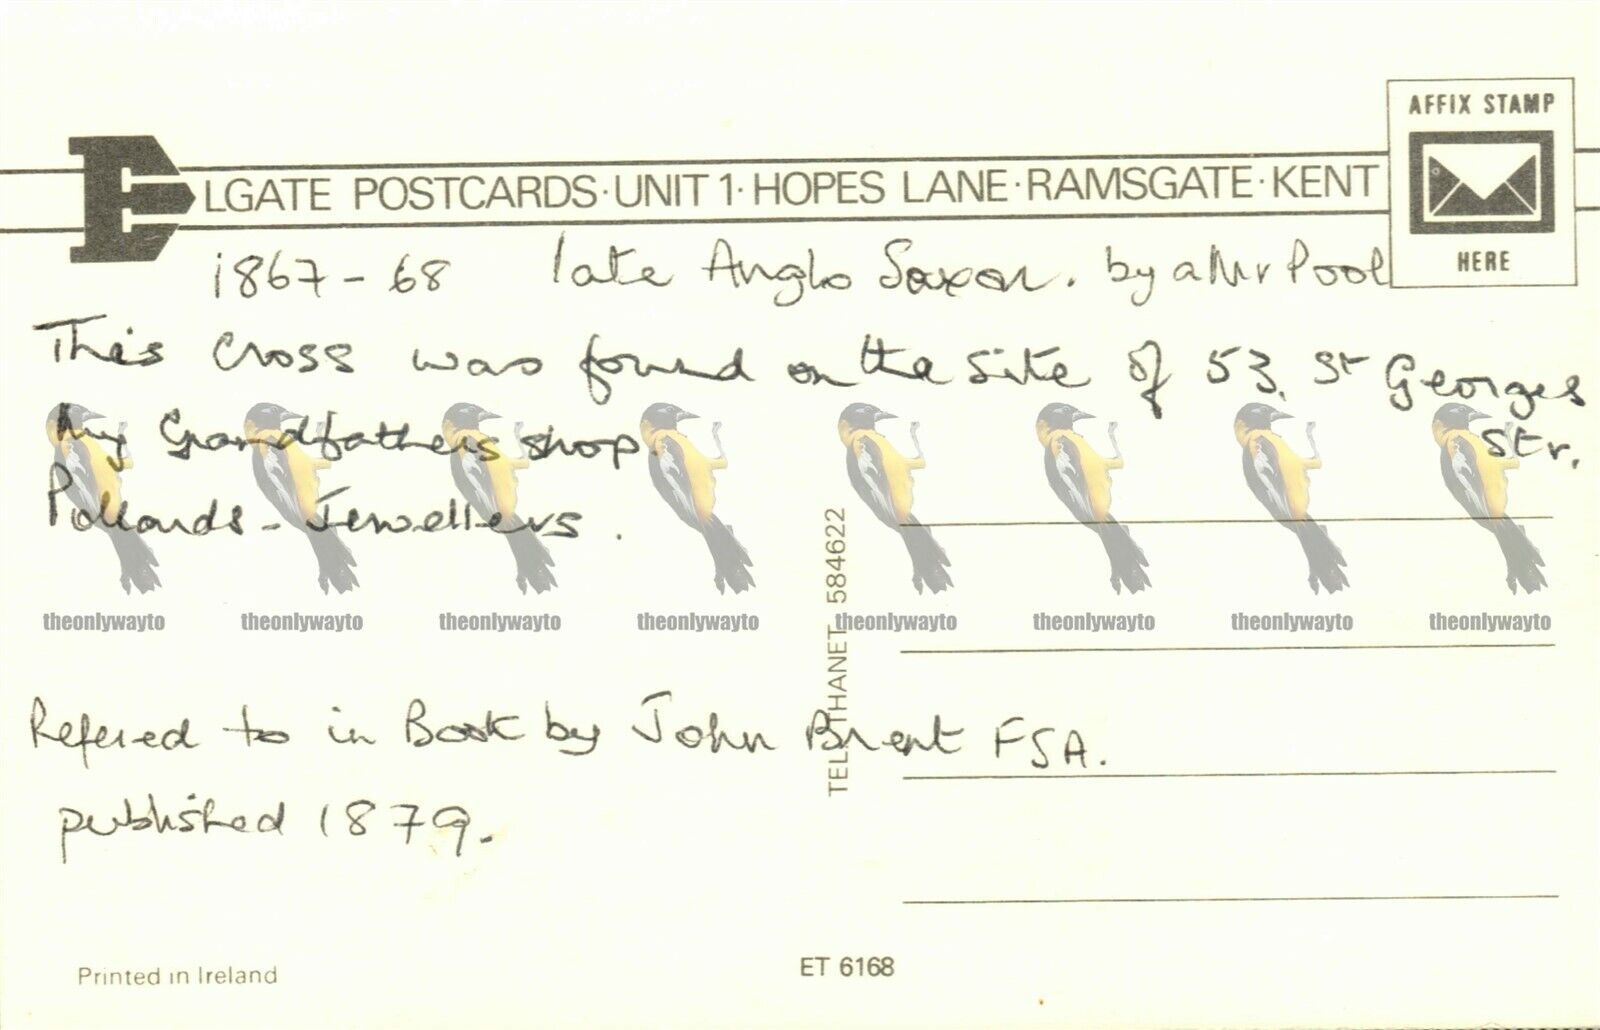 AFFIX STAMP
ELGATE POSTCARDS·UNIT 1·HOPES LANE·RAMSGATE·KENT
HERE
1867-68 late Anglo Saxon. by a Mr Pool
This cross was found on the site of 53, St Georges
Str.
My Grandfathers shop.
Pollards - Jewellers.
theonlywayto theonlywayto theonlywayto theonlywayto theonlywayto theonlywayto theonlywayto theonlywayto
TEL. THANET 584622
Refered to in Book by John Brent FSA.
published 1879.
Printed in Ireland
ET 6168